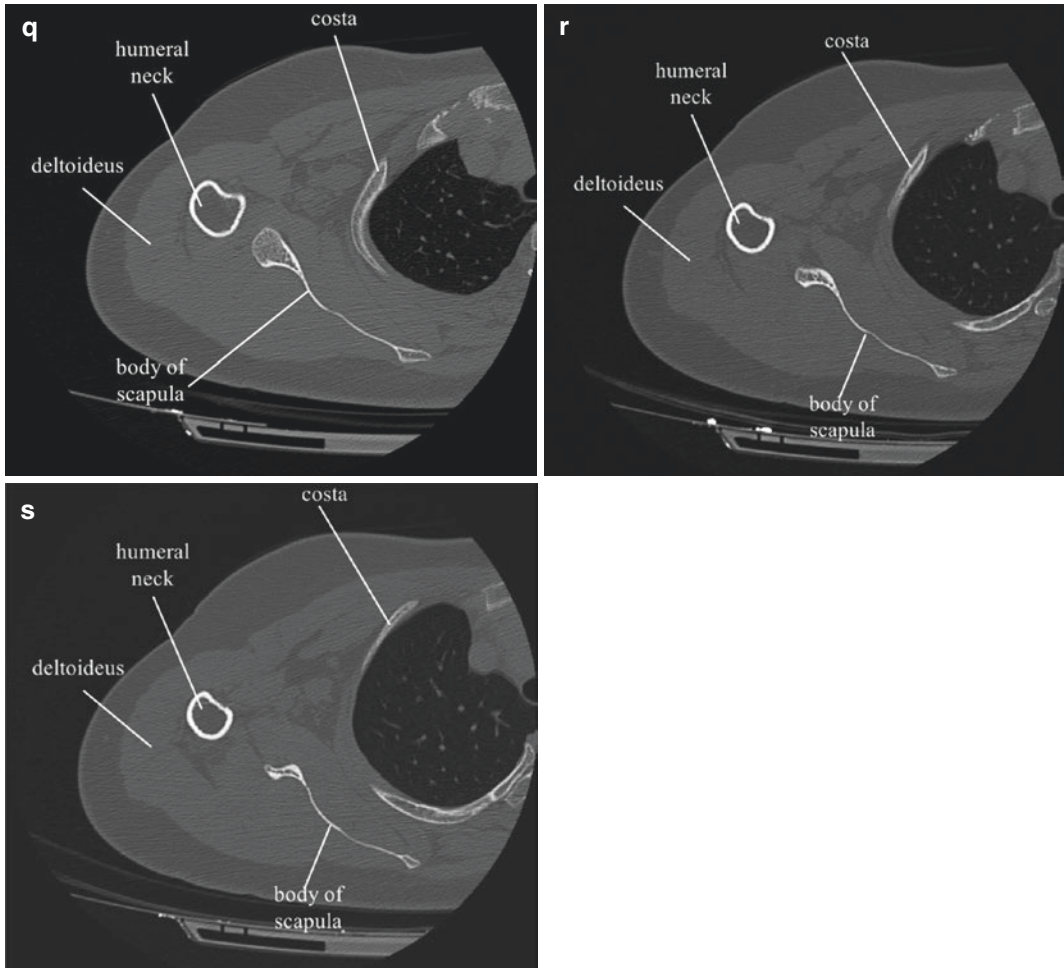 q
costa
humeral
neck
deltoideus
body of
scapula
r
costa
humeral
neck
deltoideus
body of
scapula
s
costa
humeral
neck
deltoideus
body of
scapula